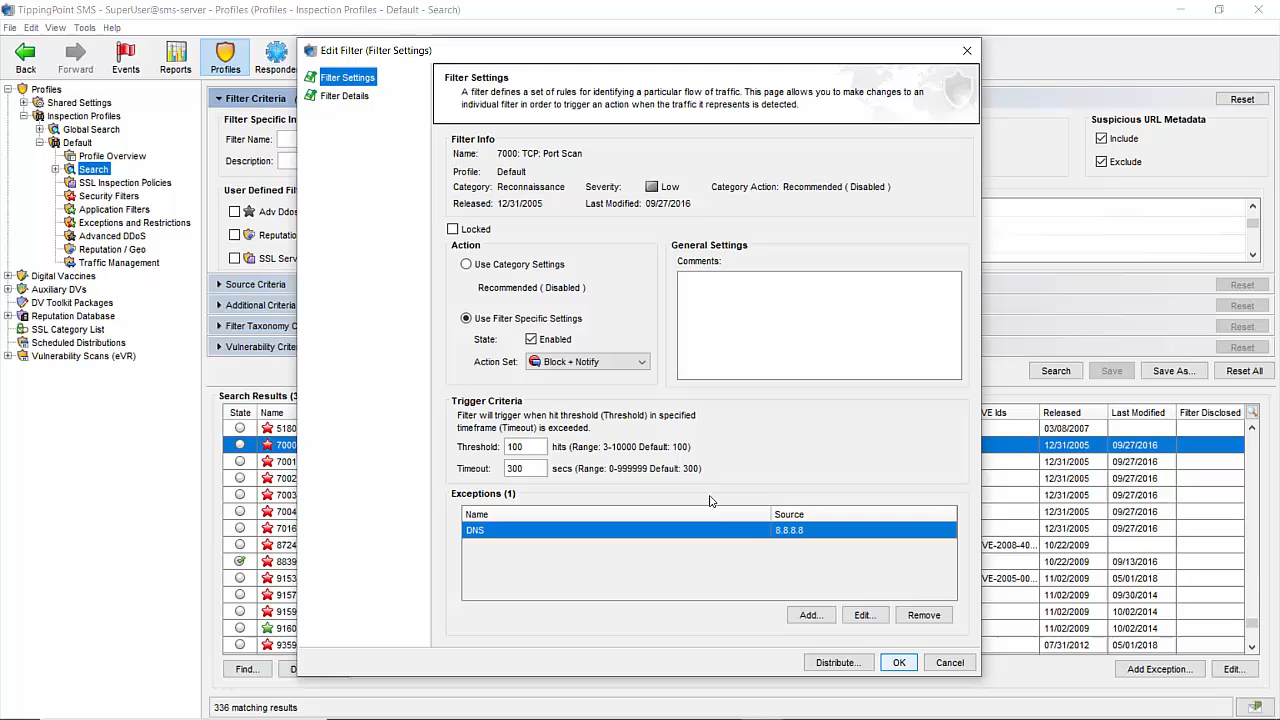 TippingPoint SMS - SuperUser@sms-server - Profiles (Profiles - Inspection Profiles - Default - Search)
File Edit View Tools Help
Back Forward Events Reports Profiles
Profiles
Shared Settings
Inspection Profiles
Global Search
Default
Profile Overview
Search
SSL Inspection Policies
Security Filters
Application Filters
Exceptions and Restrictions
Advanced DDoS
Reputation / Geo
Traffic Management
Digital Vaccines
Auxiliary DVs
DV Toolkit Packages
Reputation Database
SSL Category List
Scheduled Distributions
Vulnerability Scans (eVR)
Filter Criteria
Reset
Filter Name:
Description:
Suspicious URL Metadata
Include
Exclude
Source Criteria
Reset
Reset
Reset
Reset
Search Save Save As... Reset All
State Name
5180
7000
7001
7002
7003
7004
7016
8724
8839
9153
9157
9159
9160
9359
Released Last Modified Filter Disclosed
03/08/2007
12/31/2005 09/27/2016
12/31/2005 09/27/2016
12/31/2005 09/27/2016
12/31/2005 09/27/2016
12/31/2005 09/27/2016
12/31/2005 09/27/2016
VE-2008-40... 10/22/2009
10/22/2009 09/13/2016
VE-2005-00... 11/02/2009 05/01/2018
11/02/2009 09/30/2014
11/02/2009 10/02/2014
11/02/2009 10/02/2014
07/31/2012 05/01/2018
Find...
Add Exception... Edit...
336 matching results
Edit Filter (Filter Settings)
Filter Settings
Filter Details
Filter Settings
A filter defines a set of rules for identifying a particular flow of traffic. This page allows you to make changes to an
individual filter in order to trigger an action when the traffic it represents is detected.
Filter Info
Name: 7000: TCP: Port Scan
Profile: Default
Category: Reconnaissance Severity: Low Category Action: Recommended ( Disabled )
Released: 12/31/2005 Last Modified: 09/27/2016
Locked
Action
Use Category Settings
Recommended ( Disabled )
Use Filter Specific Settings
State: Enabled
Action Set: Block + Notify
General Settings
Comments:
Trigger Criteria
Filter will trigger when hit threshold (Threshold) in specified
timeframe (Timeout) is exceeded.
Threshold: 100 hits (Range: 3-10000 Default: 100)
Timeout: 300 secs (Range: 0-999999 Default: 300)
Exceptions (1)
Name Source
DNS 8.8.8.8
Add... Edit... Remove
Distribute... OK Cancel